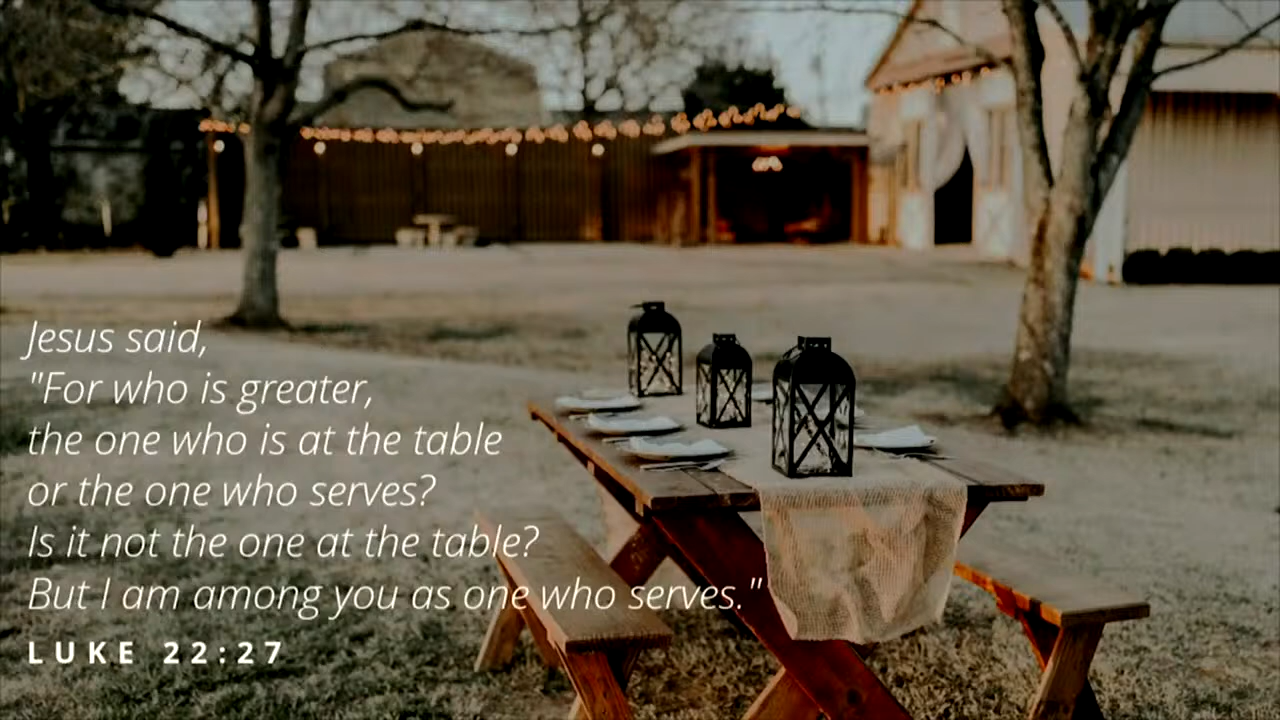 Jesus said,
"For who is greater,
the one who is at the table
or the one who serves?
Is it not the one at the table?
But I am among you as one who serves."
LUKE 22:27